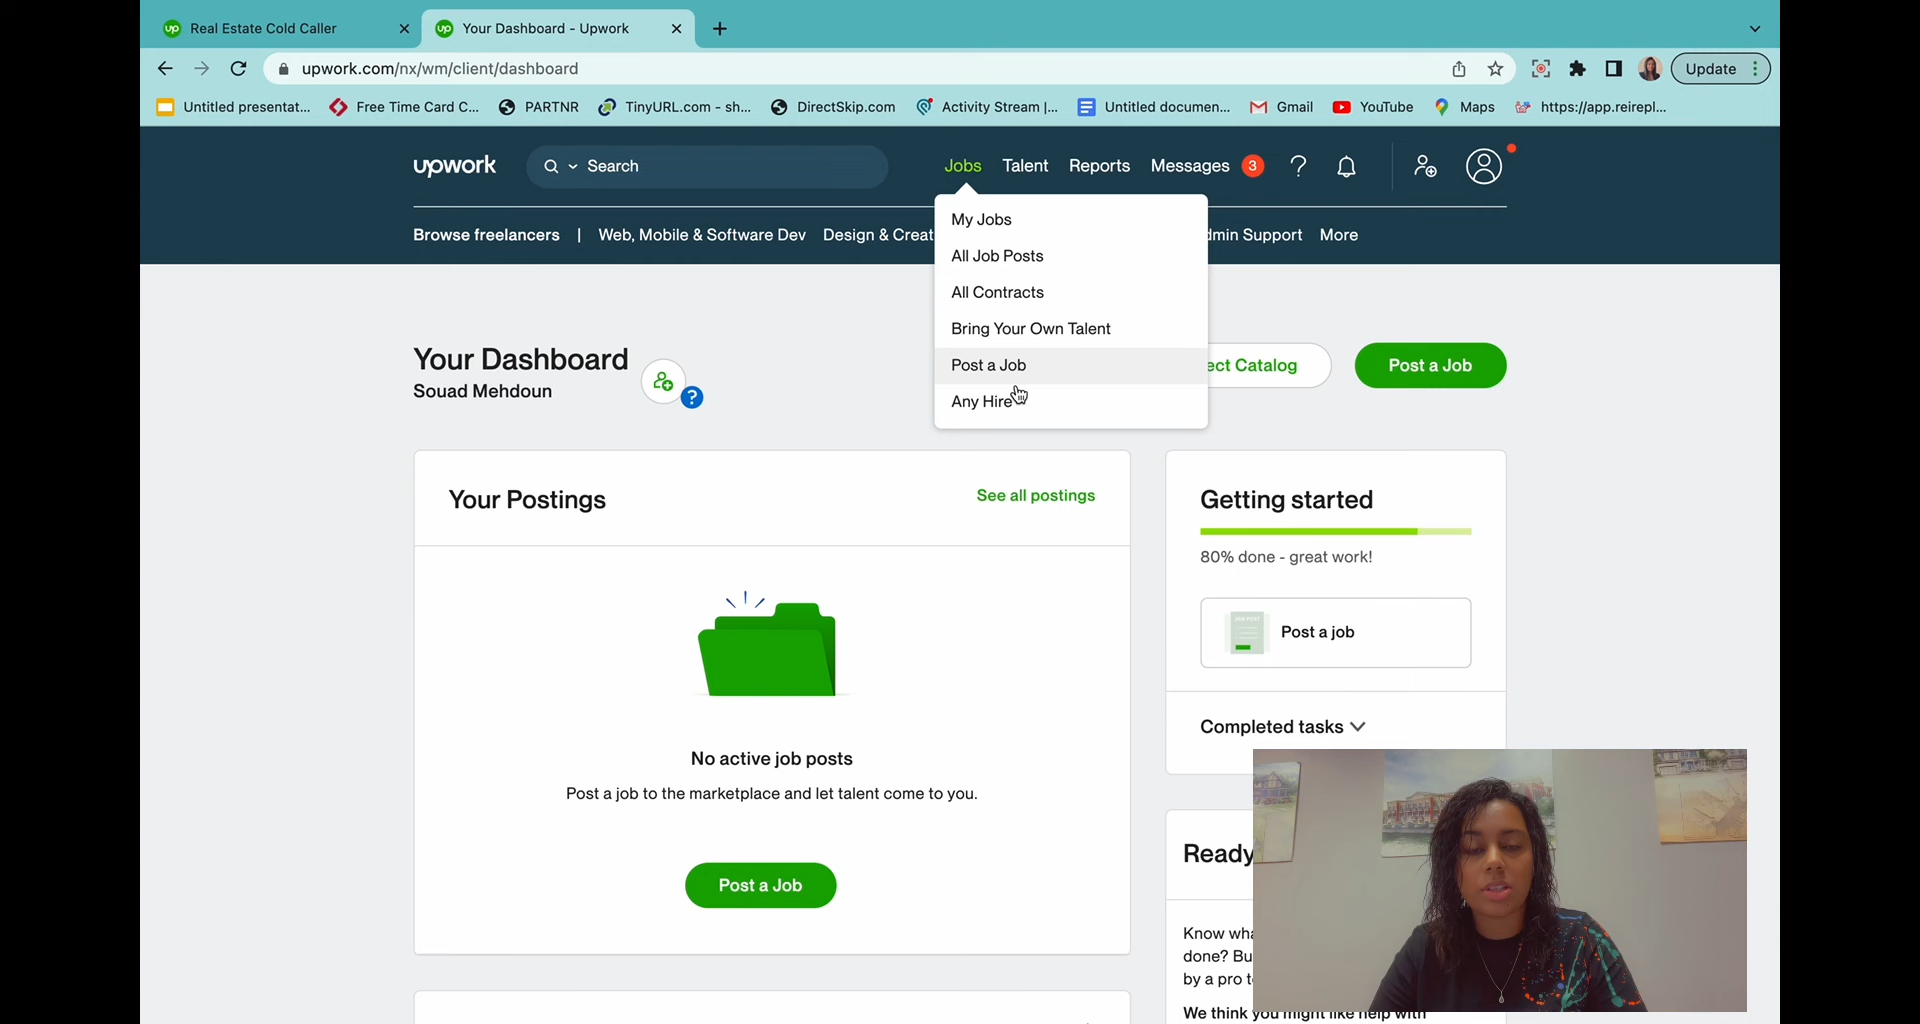 Real Estate Cold Caller
Your Dashboard - Upwork
upwork.com/nx/wm/client/dashboard
Update
Untitled presentat...
Free Time Card C...
PARTNR
TinyURL.com - sh...
DirectSkip.com
Activity Stream |...
Untitled documen...
Gmail
YouTube
Maps
https://app.reirepl...
upwork
Search
Jobs
Talent
Reports
Messages
3
Browse freelancers | Web, Mobile & Software Dev Design & Creat
dmin Support More
My Jobs
All Job Posts
All Contracts
Bring Your Own Talent
Post a Job
Any Hire
Your Dashboard
Souad Mehdoun
ect Catalog
Post a Job
Your Postings
See all postings
No active job posts
Post a job to the marketplace and let talent come to you.
Post a Job
Getting started
80% done - great work!
JOB POST
Post a job
Completed tasks
Ready
Know wha
done? Bu
by a pro t
We think you might like help with